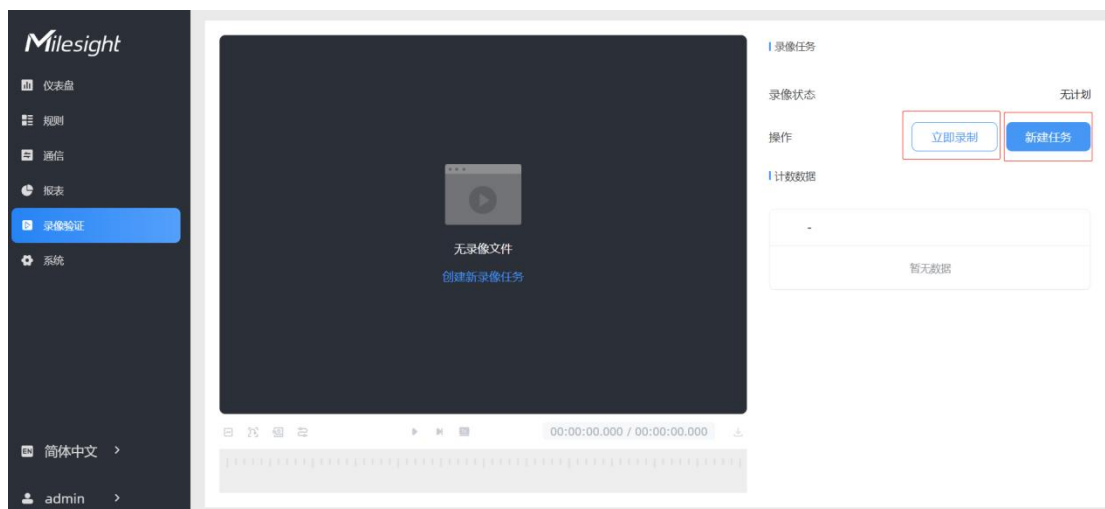 Milesight
仪表盘
规则
通信
报表
录像验证
系统
EN 简体中文 >
admin >
无录像文件
创建新录像任务
00:00:00.000 / 00:00:00.000
录像任务
录像状态 无计划
操作 立即录制 新建任务
计数数据
-
暂无数据